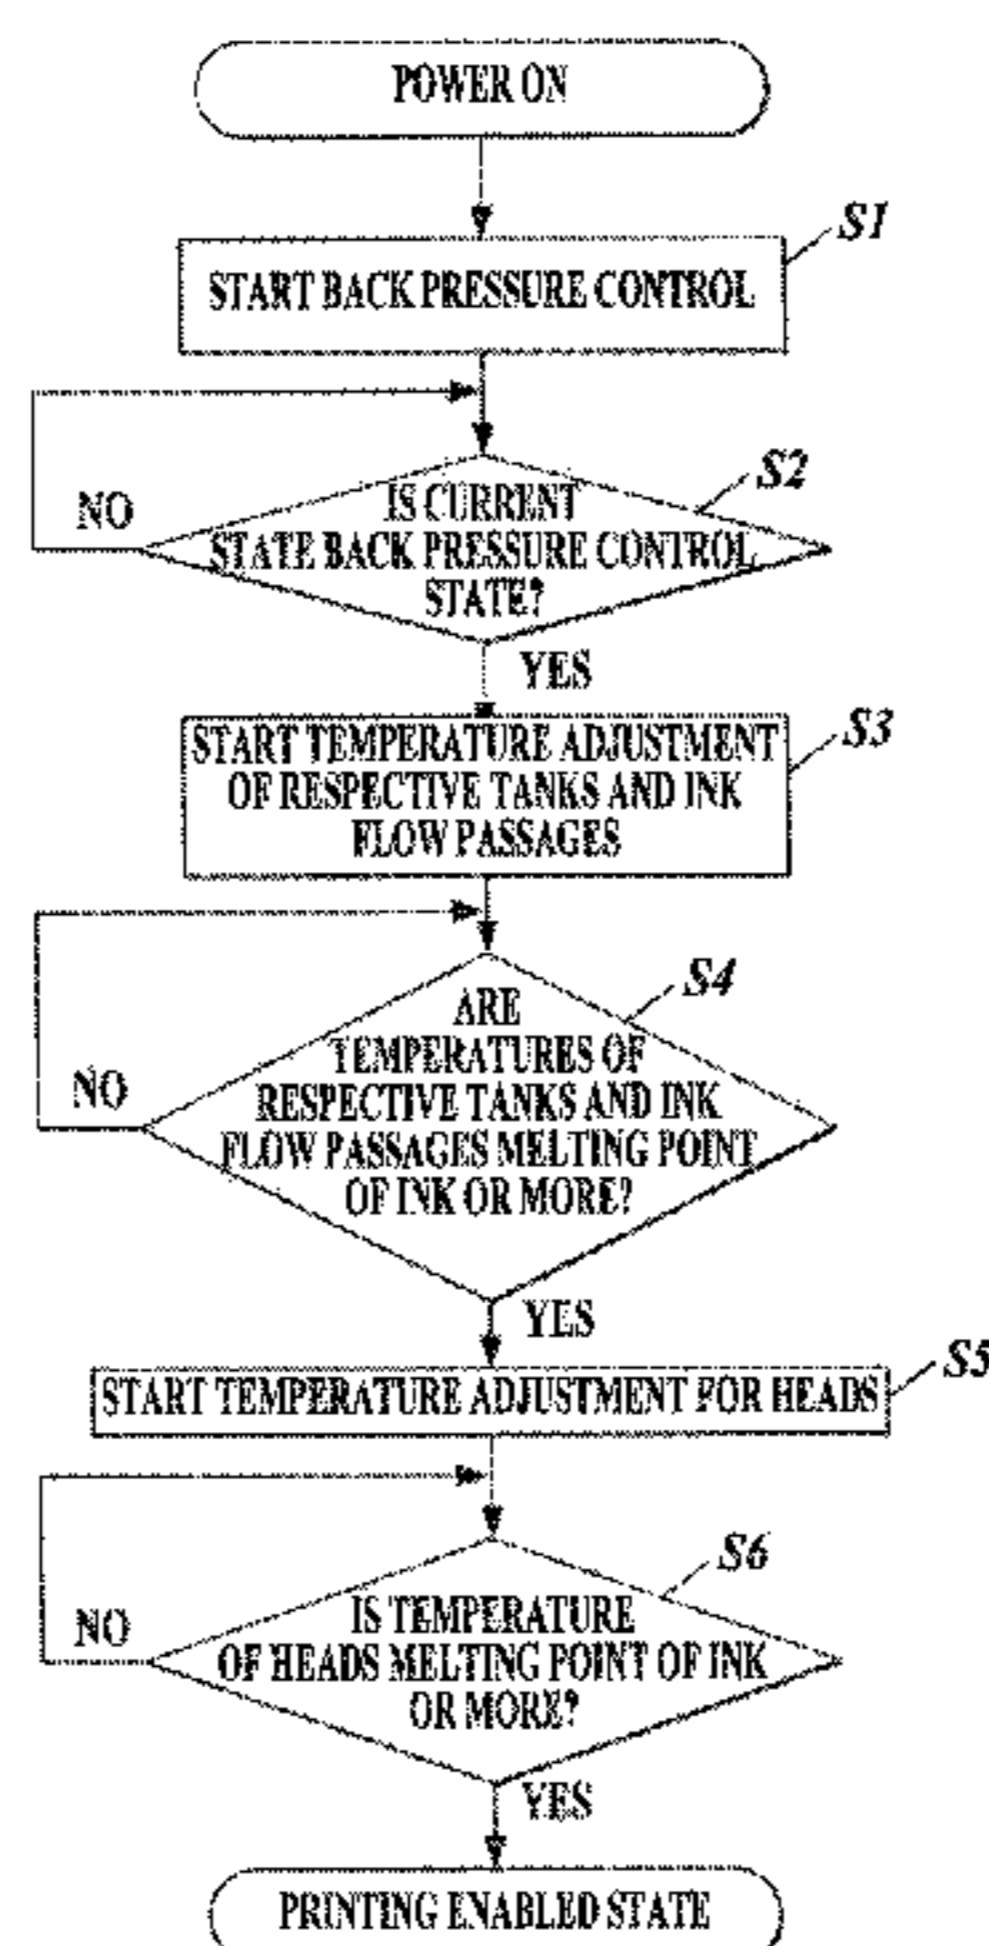 POWER ON
S1
START BACK PRESSURE CONTROL
S2
NO
IS CURRENT
STATE BACK PRESSURE CONTROL
STATE?
YES
S3
START TEMPERATURE ADJUSTMENT
OF RESPECTIVE TANKS AND INK
FLOW PASSAGES
S4
ARE
TEMPERATURES OF
NO
RESPECTIVE TANKS AND INK
FLOW PASSAGES MELTING POINT
OF INK OR MORE?
YES
S5
START TEMPERATURE ADJUSTMENT FOR HEADS
S6
NO
IS TEMPERATURE
OF HEADS MELTING POINT OF INK
OR MORE?
YES
PRINTING ENABLED STATE